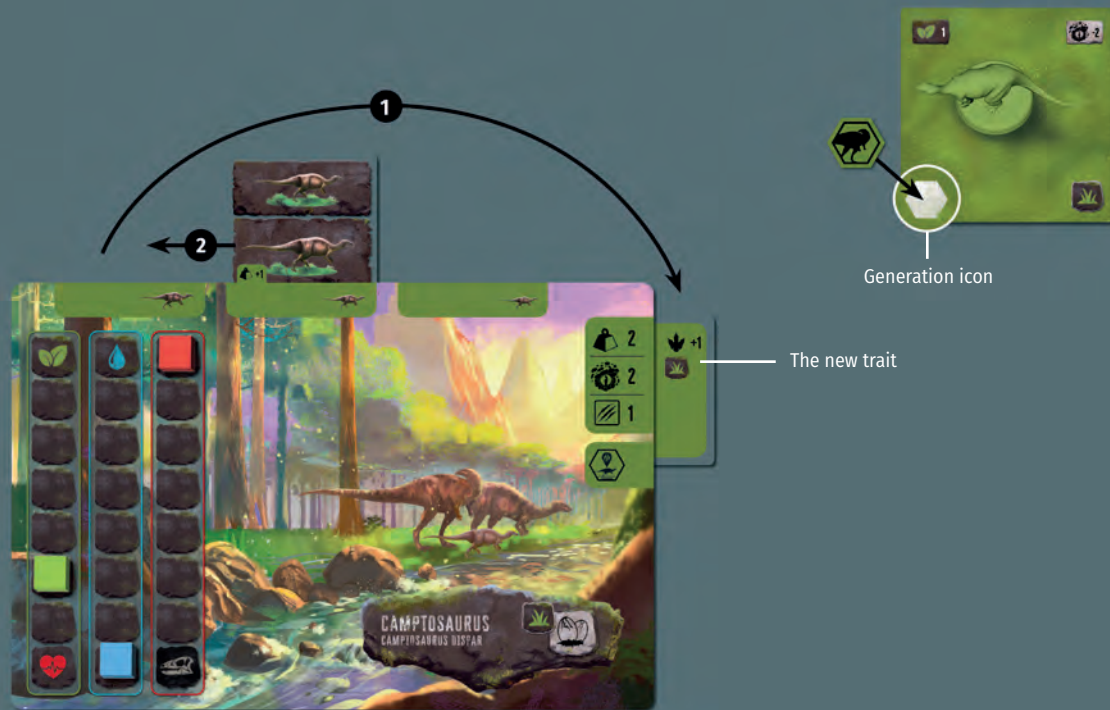 1
1
-2
2
+1
Generation icon
2
+1
The new trait
2
1
CAMPTOSAURUS
CAMPTOSAURUS DISPAR